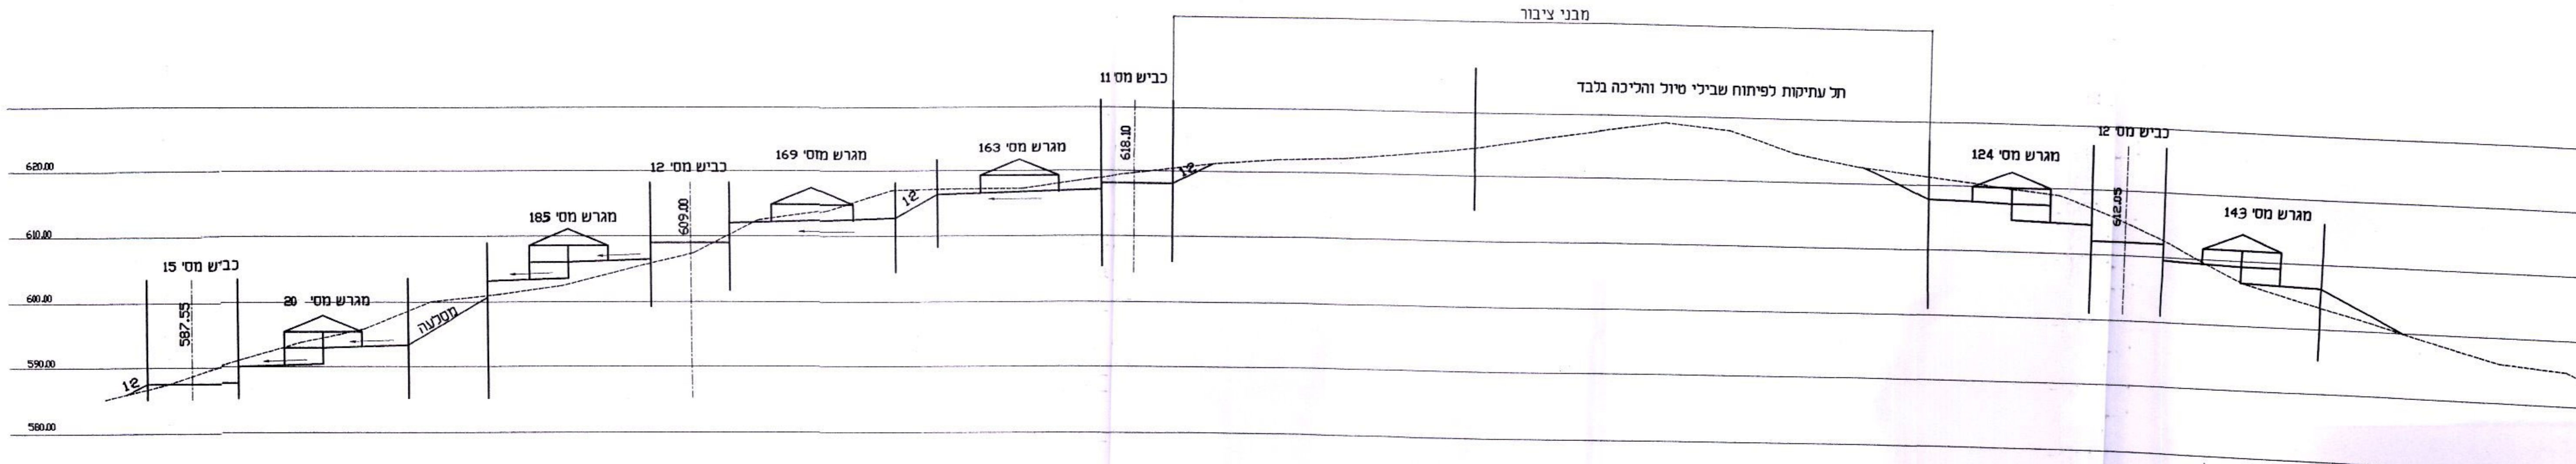 מבני ציבור
תל עתיקות לפיתוח שבילי טיול והליכה בלבד
כביש מס' 11
618.10
כביש מס' 12
612.05
מגרש מס' 124
מגרש מס' 143
מגרש מס' 163
מגרש מס' 169
12
12
כביש מס' 12
609.00
מגרש מס' 185
מסלעה
מגרש מס' 20
כביש מס' 15
587.55
12
620.00
610.00
600.00
590.00
580.00